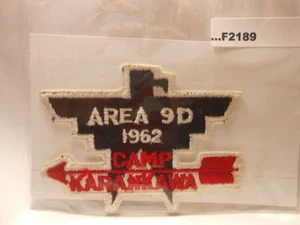 ...F2189
AREA 9D
1962
CAMP
KARANKAWA